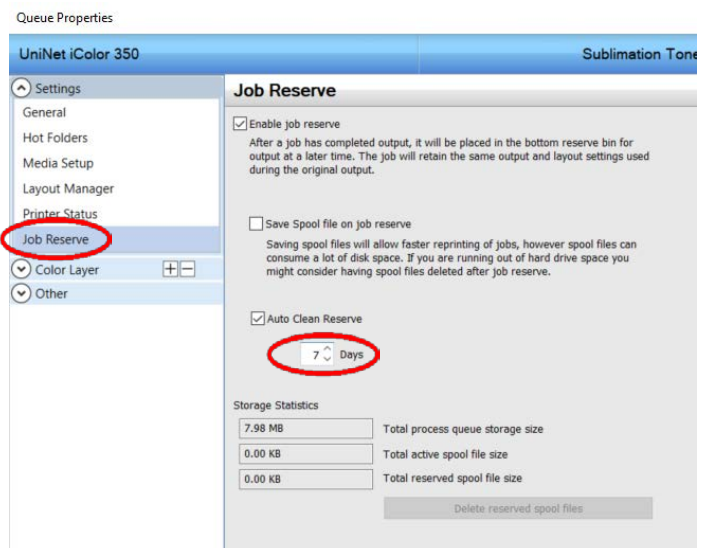 Queue Properties
UniNet iColor 350
Sublimation Tone
Settings
General
Hot Folders
Media Setup
Layout Manager
Printer Status
Job Reserve
Color Layer
Other
Job Reserve
Enable job reserve
After a job has completed output, it will be placed in the bottom reserve bin for
output at a later time. The job will retain the same output and layout settings used
during the original output.
Save Spool file on job reserve
Saving spool files will allow faster reprinting of jobs, however spool files can
consume a lot of disk space. If you are running out of hard drive space you
might consider having spool files deleted after job reserve.
Auto Clean Reserve
7 Days
Storage Statistics
7.98 MB Total process queue storage size
0.00 KB Total active spool file size
0.00 KB Total reserved spool file size
Delete reserved spool files